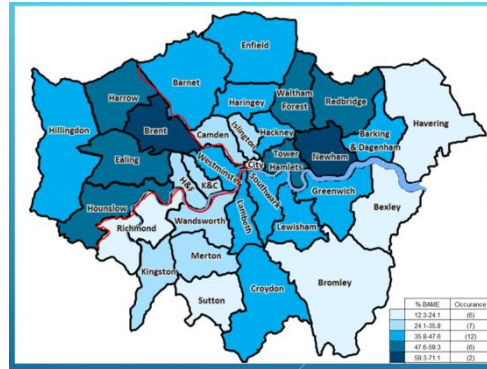 Enfield
Barnet
Harrow
Haringey
Waltham
Forest
Redbridge
Havering
Hillingdon
Brent
Camden
Islington
Hackney
Barking
& Dagenham
Ealing
Westminster
City
Tower
Hamlets
Newham
H&F
K&C
Southwark
Greenwich
Hounslow
Bexley
Richmond
Wandsworth
Lambeth
Lewisham
Merton
Kingston
Bromley
Sutton
Croydon
% BAME Occurance
12.3-24.1 (6)
24.1-35.8 (7)
35.8-47.6 (12)
47.6-59.3 (6)
59.3-71.1 (2)